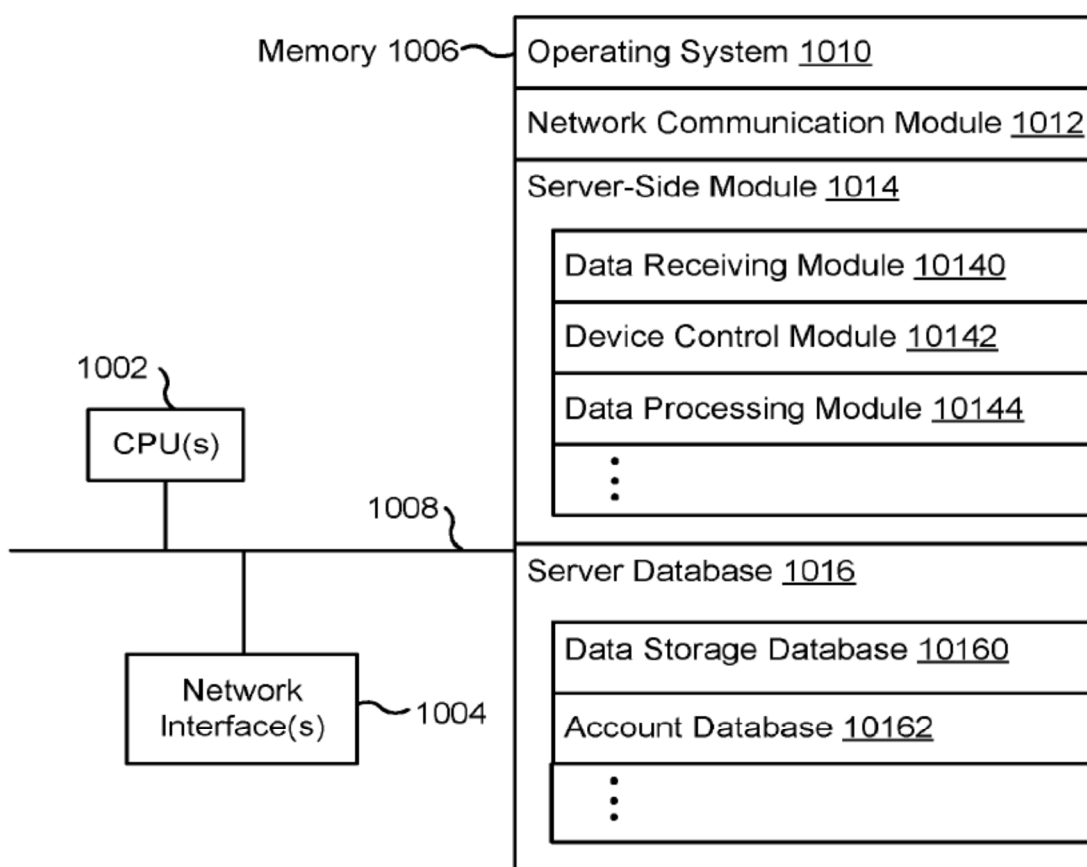 Memory 1006
Operating System 1010
Network Communication Module 1012
Server-Side Module 1014
Data Receiving Module 10140
Device Control Module 10142
Data Processing Module 10144
1002
CPU(s)
1008
Server Database 1016
Data Storage Database 10160
Account Database 10162
Network
Interface(s)
1004